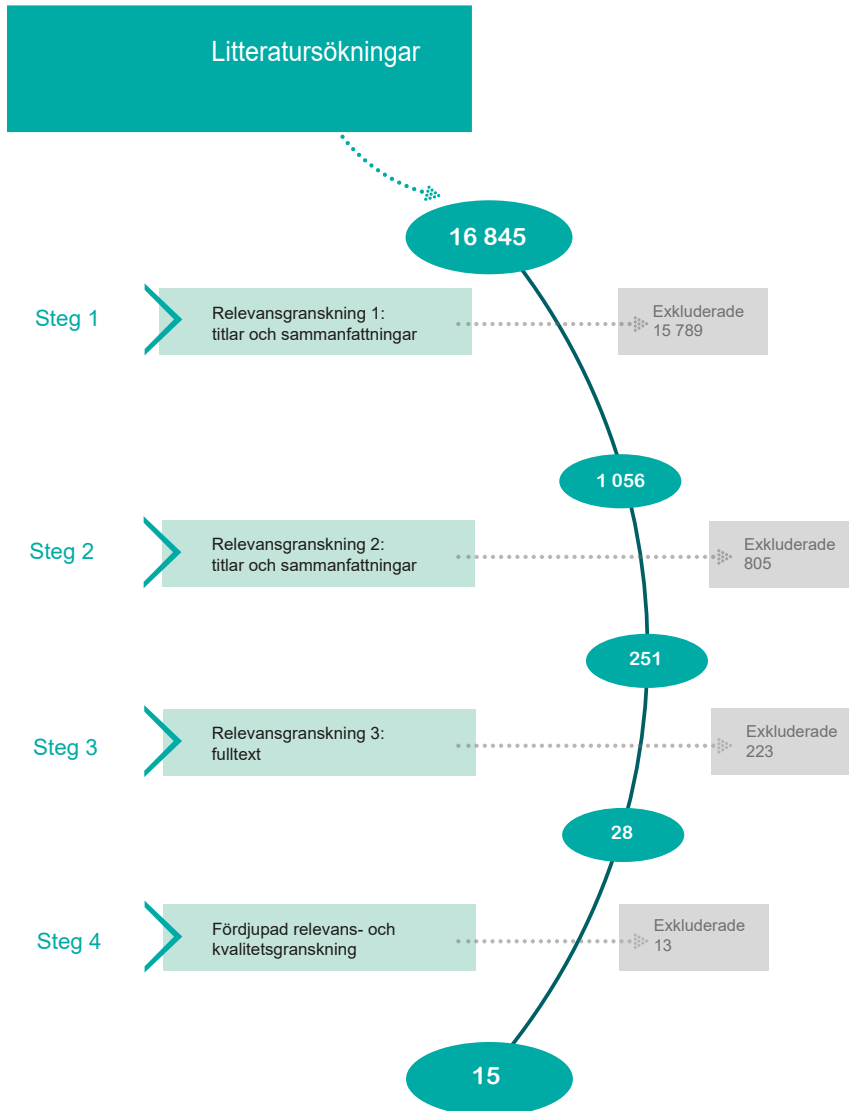 Litteratursökningar
16 845
Steg 1
Relevansgranskning 1:
titlar och sammanfattningar
Exkluderade
15 789
1 056
Steg 2
Relevansgranskning 2:
titlar och sammanfattningar
Exkluderade
805
251
Steg 3
Relevansgranskning 3:
fulltext
Exkluderade
223
28
Steg 4
Fördjupad relevans- och
kvalitetsgranskning
Exkluderade
13
15